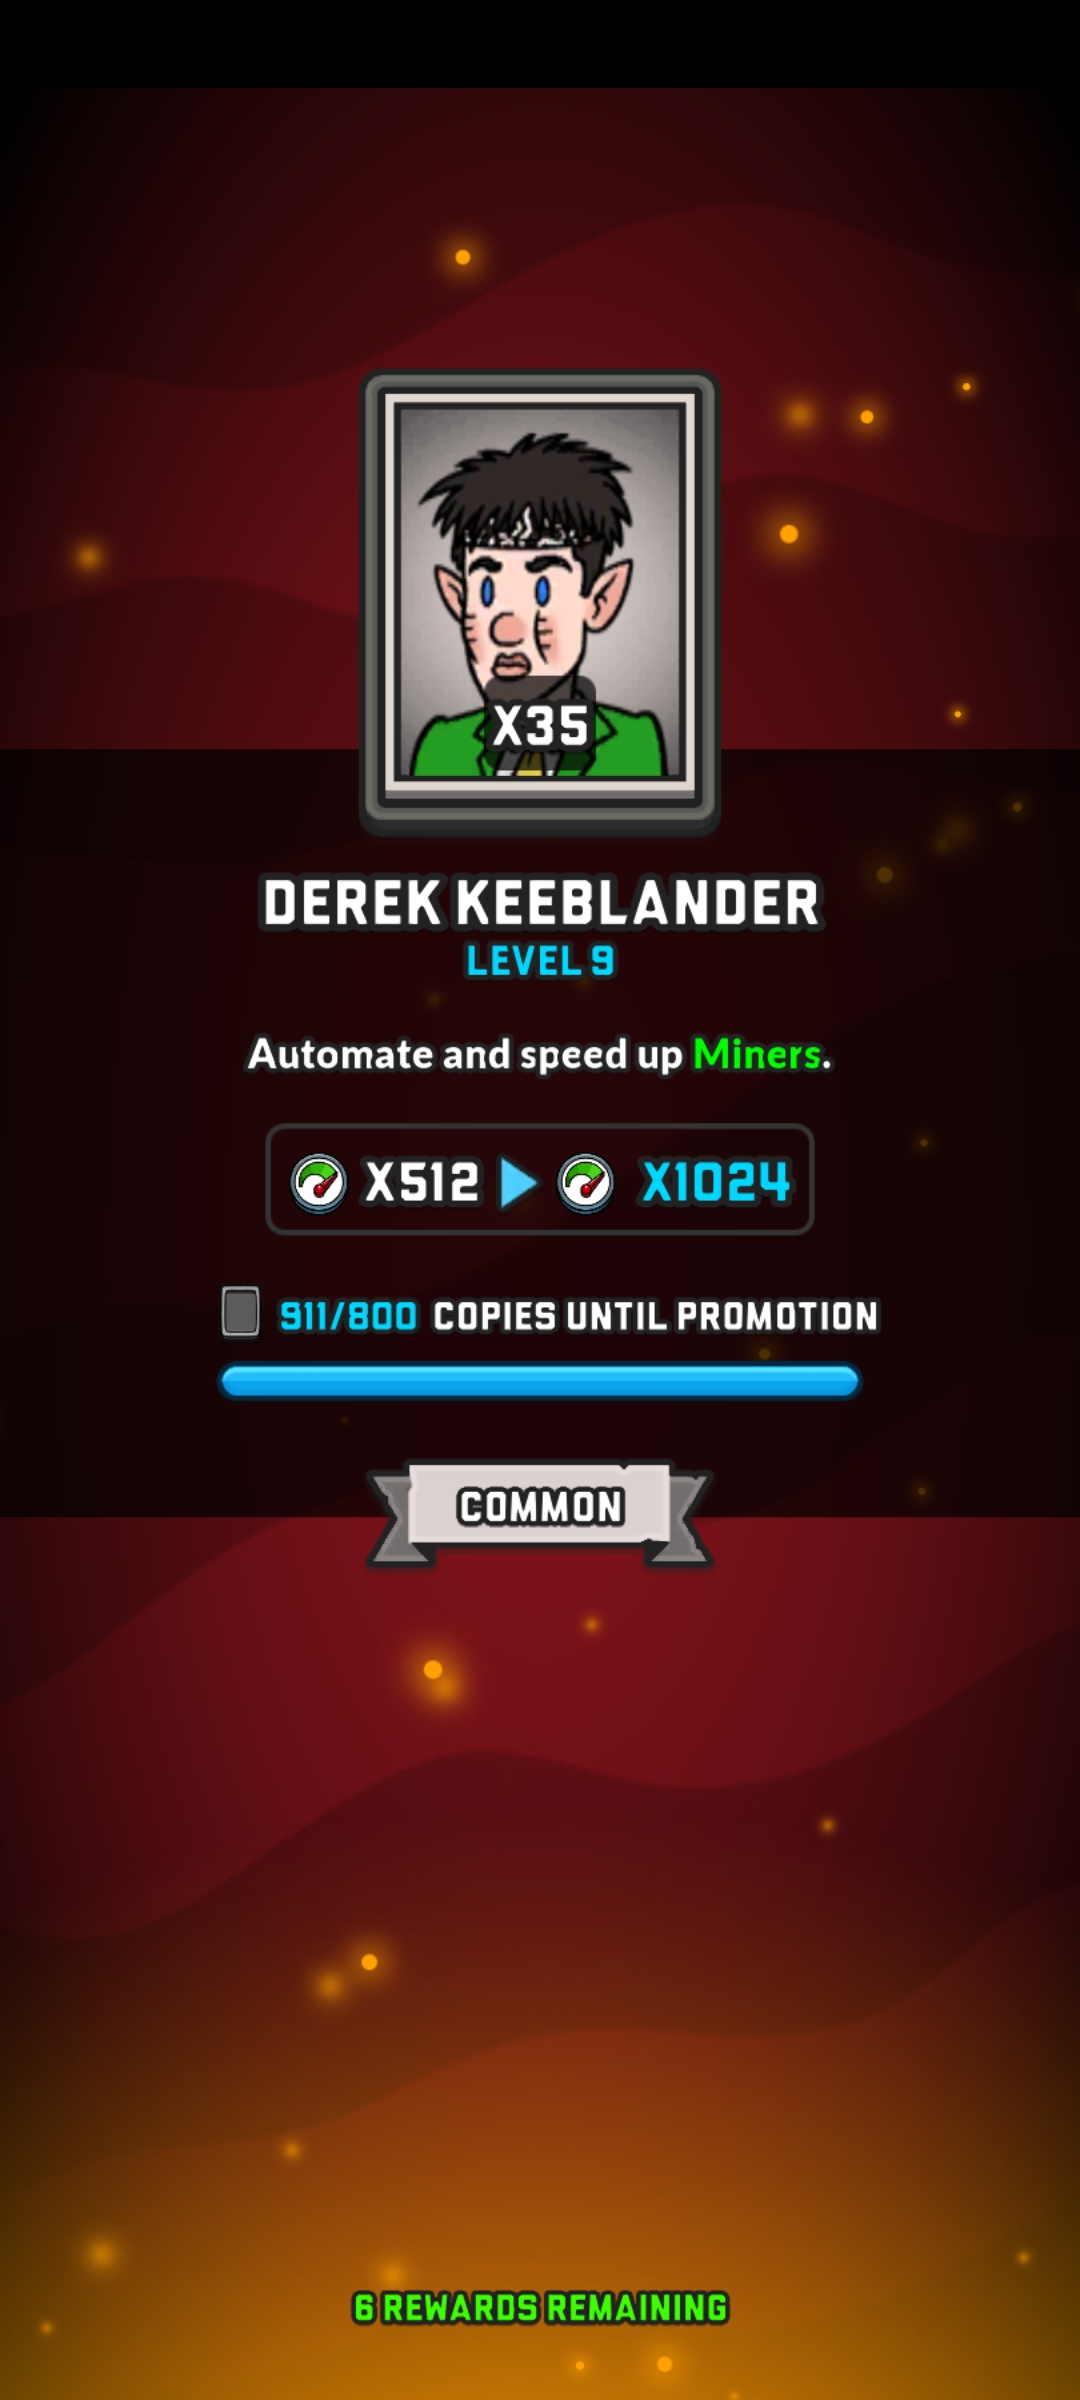 X35
DEREK KEEBLANDER
LEVEL 9
Automate and speed up Miners.
X512 X1024
911/800 COPIES UNTIL PROMOTION
COMMON
6 REWARDS REMAINING